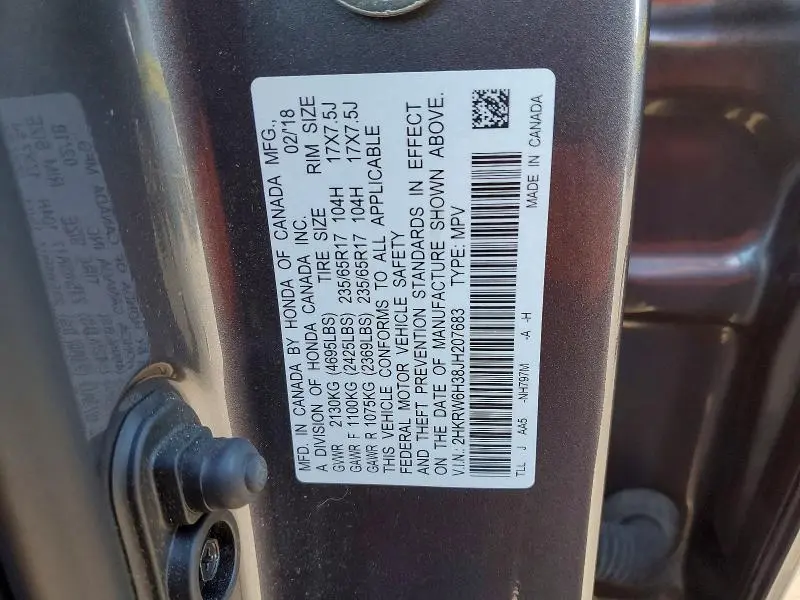 MFD. IN CANADA BY HONDA OF CANADA MFG.,
A DIVISION OF HONDA CANADA INC. 02/'18
TIRE SIZE RIM SIZE
GVWR 2130KG (4695LBS)
GAWR F 1100KG (2425LBS) 235/65R17 104H 17X7.5J
GAWR R 1075KG (2369LBS) 235/65R17 104H 17X7.5J
THIS VEHICLE CONFORMS TO ALL APPLICABLE
FEDERAL MOTOR VEHICLE SAFETY
AND THEFT PREVENTION STANDARDS IN EFFECT
ON THE DATE OF MANUFACTURE SHOWN ABOVE.
V.I.N.: 2HKRW6H38JH207683 TYPE: MPV
TLL J AA5 -NH797M -A -H
MADE IN CANADA